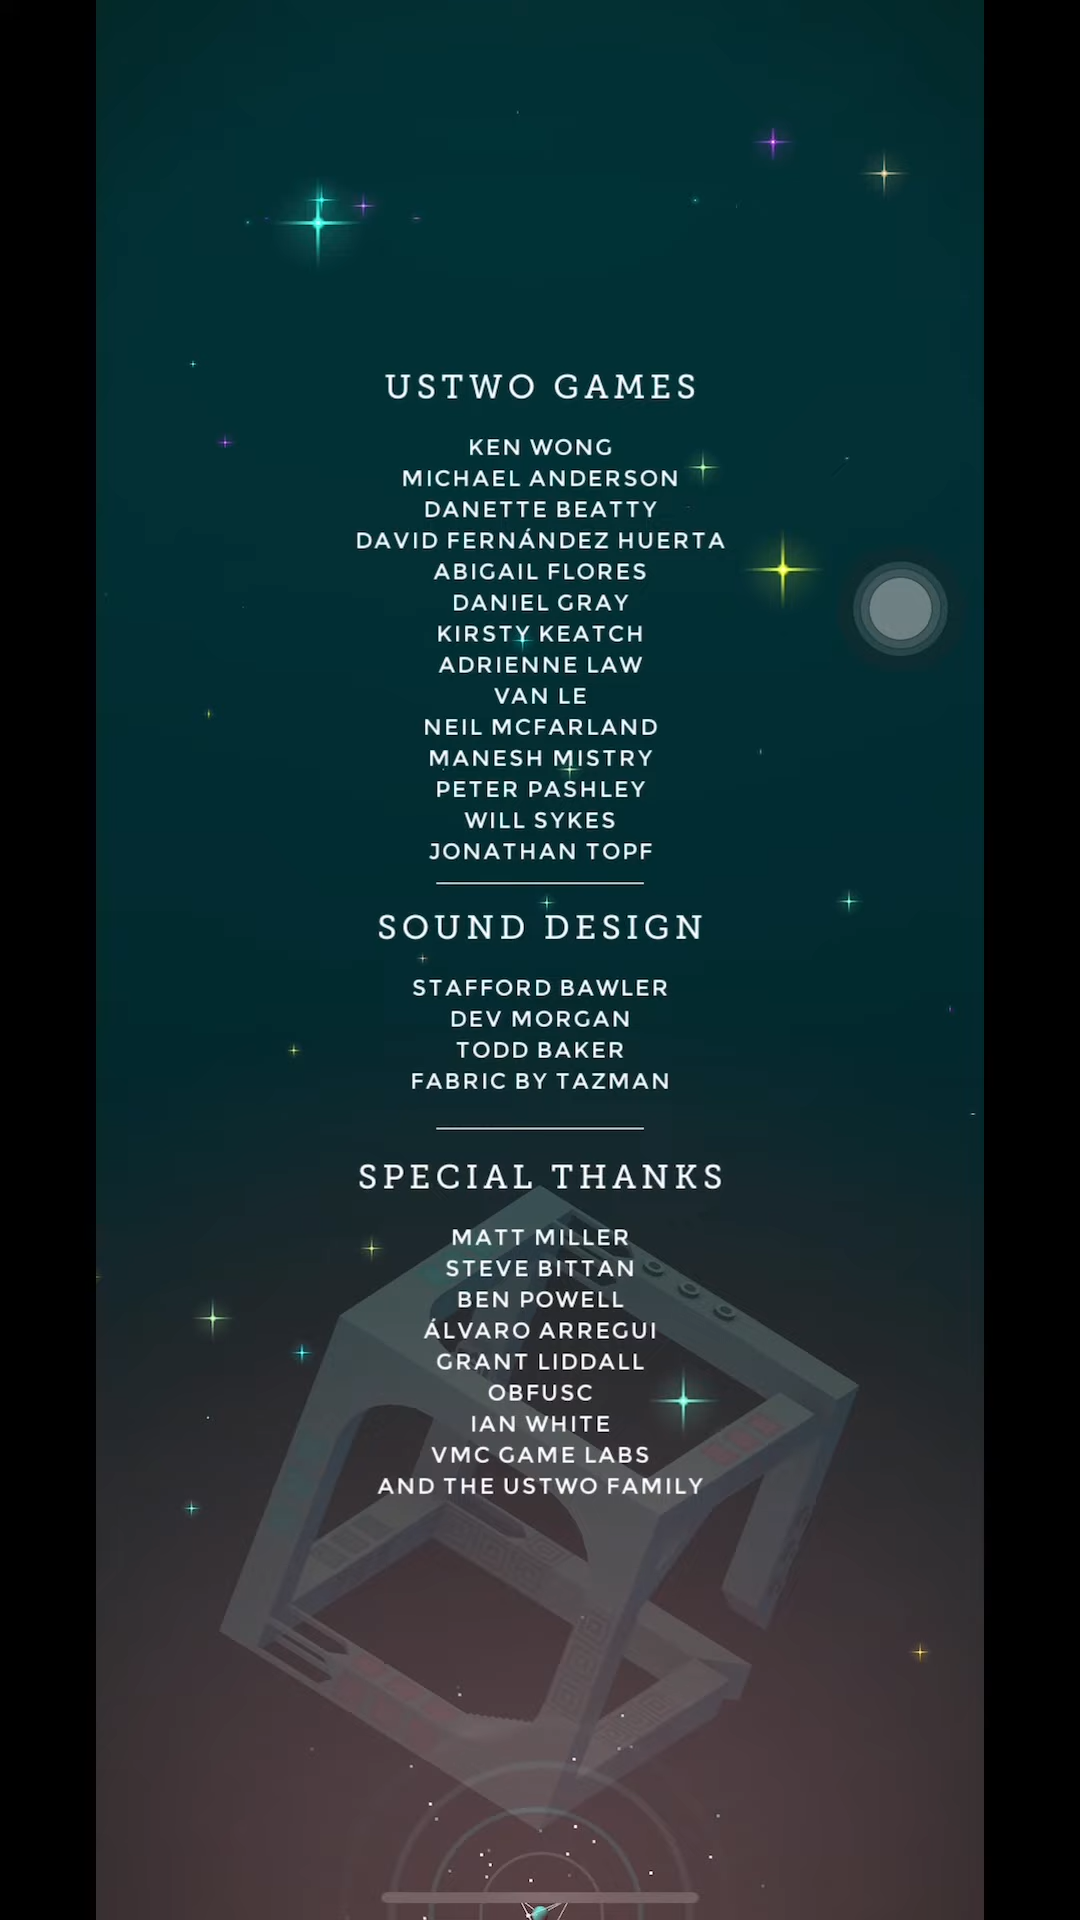 USTWO GAMES
KEN WONG
MICHAEL ANDERSON
DANETTE BEATTY
DAVID FERNÁNDEZ HUERTA
ABIGAIL FLORES
DANIEL GRAY
KIRSTY KEATCH
ADRIENNE LAW
VAN LE
NEIL MCFARLAND
MANESH MISTRY
PETER PASHLEY
WILL SYKES
JONATHAN TOPF
SOUND DESIGN
STAFFORD BAWLER
DEV MORGAN
TODD BAKER
FABRIC BY TAZMAN
SPECIAL THANKS
MATT MILLER
STEVE BITTAN
BEN POWELL
ÁLVARO ARREGUI
GRANT LIDDALL
OBFUSC
IAN WHITE
VMC GAME LABS
AND THE USTWO FAMILY